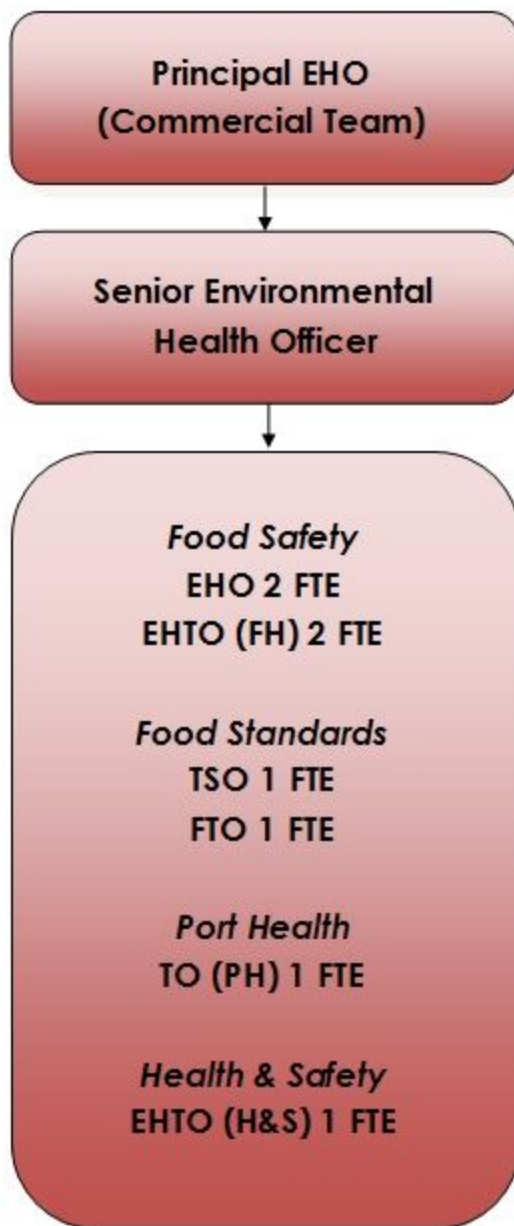 Principal EHO
(Commercial Team)
Senior Environmental
Health Officer
Food Safety
EHO 2 FTE
EHTO (FH) 2 FTE
Food Standards
TSO 1 FTE
FTO 1 FTE
Port Health
TO (PH) 1 FTE
Health & Safety
EHTO (H&S) 1 FTE